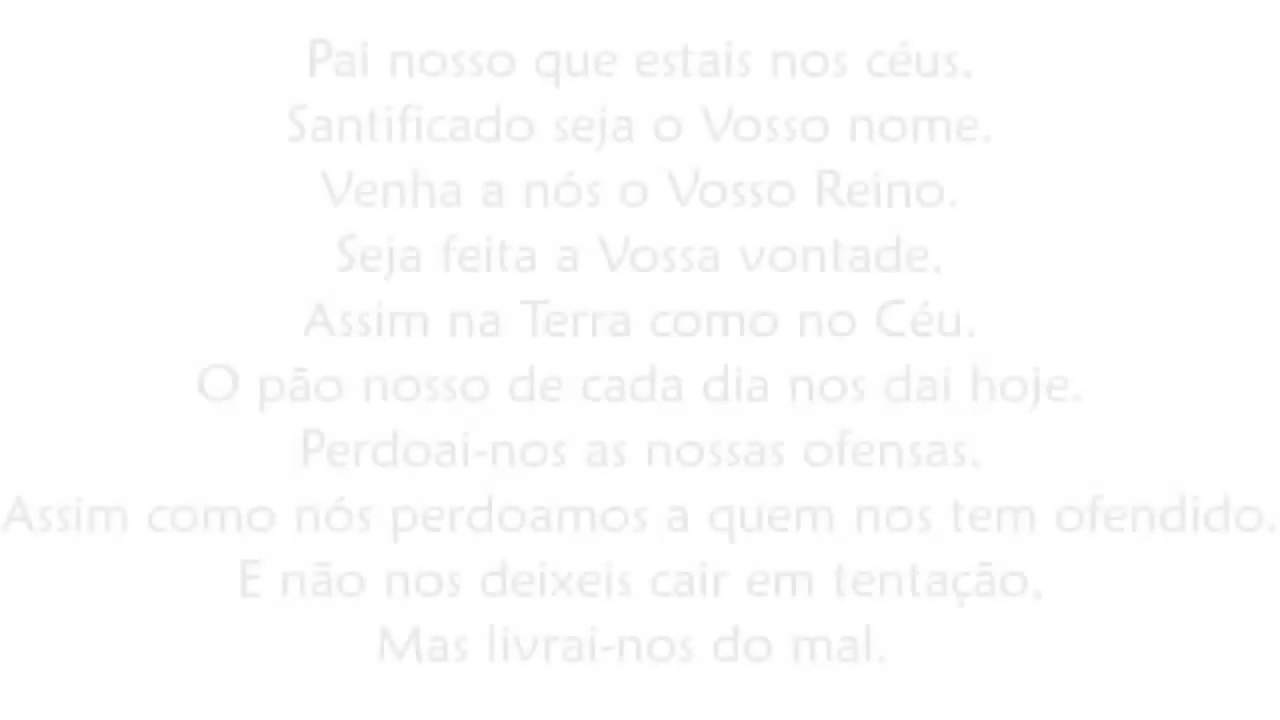 Pai nosso que estais nos céus,
Santificado seja o Vosso nome.
Venha a nós o Vosso Reino.
Seja feita a Vossa vontade,
Assim na Terra como no Céu.
O pão nosso de cada dia nos dai hoje.
Perdoai-nos as nossas ofensas,
Assim como nós perdoamos a quem nos tem ofendido.
E não nos deixeis cair em tentação,
Mas livrai-nos do mal.